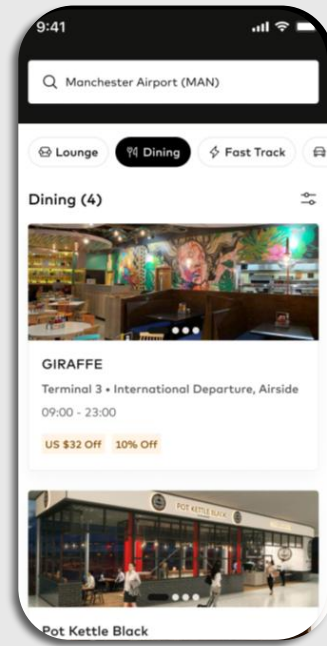 9:41
Manchester Airport (MAN)
Lounge Dining Fast Track
Dining (4)
GIRAFFE
Terminal 3 • International Departure, Airside
09:00 - 23:00
US $32 Off 10% Off
POT KETTLE BLACK
Pot Kettle Black